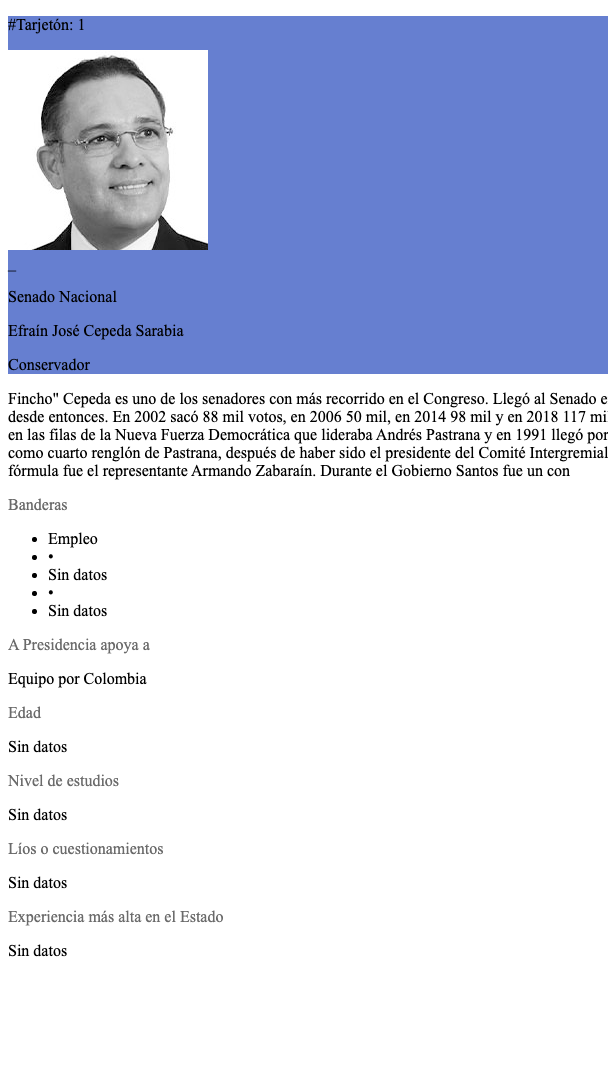 #Tarjetón: 1
_
Senado Nacional
Efraín José Cepeda Sarabia
Conservador
Fincho" Cepeda es uno de los senadores con más recorrido en el Congreso. Llegó al Senado e
desde entonces. En 2002 sacó 88 mil votos, en 2006 50 mil, en 2014 98 mil y en 2018 117 mil
en las filas de la Nueva Fuerza Democrática que lideraba Andrés Pastrana y en 1991 llegó por
como cuarto renglón de Pastrana, después de haber sido el presidente del Comité Intergremial
fórmula fue el representante Armando Zabaraín. Durante el Gobierno Santos fue un con
Banderas
• Empleo
• •
• Sin datos
• •
• Sin datos
A Presidencia apoya a
Equipo por Colombia
Edad
Sin datos
Nivel de estudios
Sin datos
Líos o cuestionamientos
Sin datos
Experiencia más alta en el Estado
Sin datos